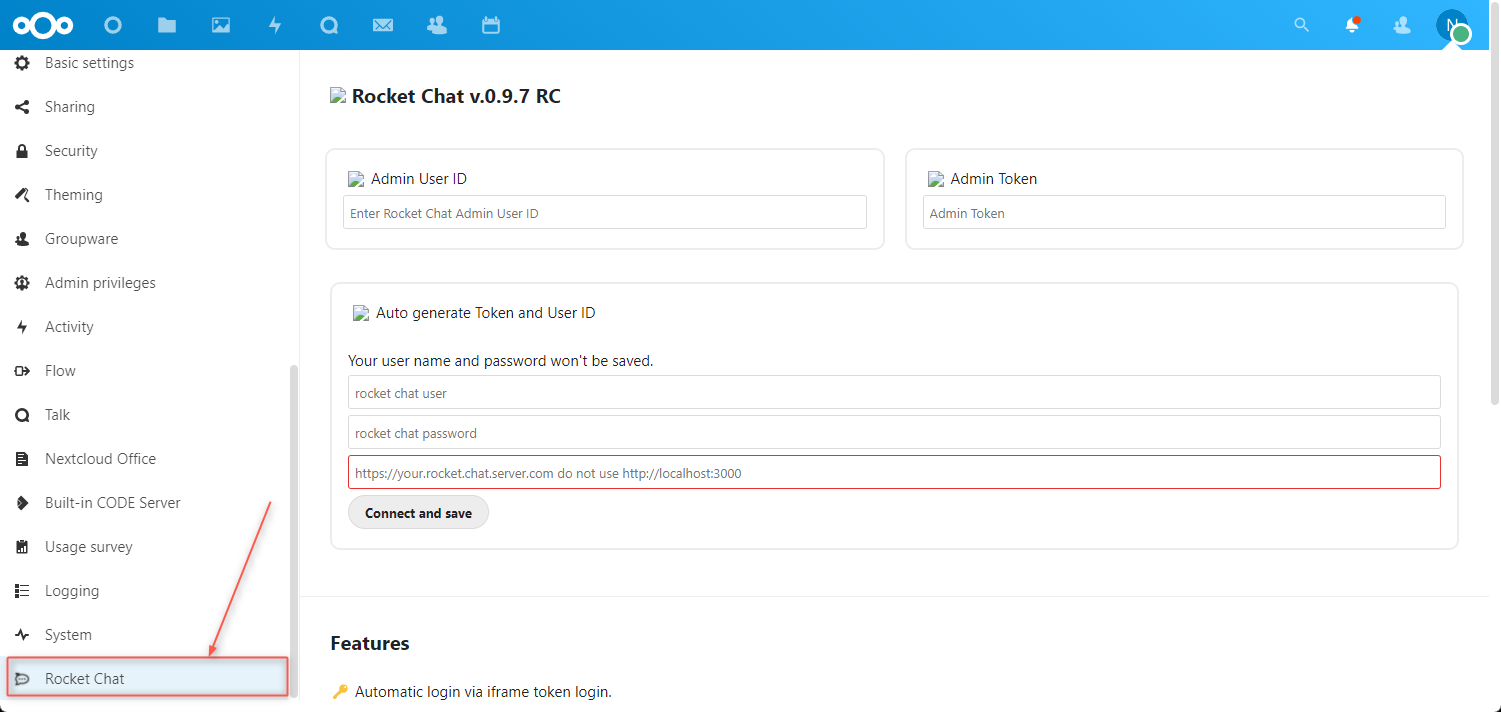 N
Basic settings
Sharing
Security
Theming
Groupware
Admin privileges
Activity
Flow
Talk
Nextcloud Office
Built-in CODE Server
Usage survey
Logging
System
Rocket Chat
Rocket Chat v.0.9.7 RC
Admin User ID
Enter Rocket Chat Admin User ID
Admin Token
Admin Token
Auto generate Token and User ID
Your user name and password won't be saved.
rocket chat user
rocket chat password
https://your.rocket.chat.server.com do not use http://localhost:3000
Connect and save
Features
Automatic login via iframe token login.